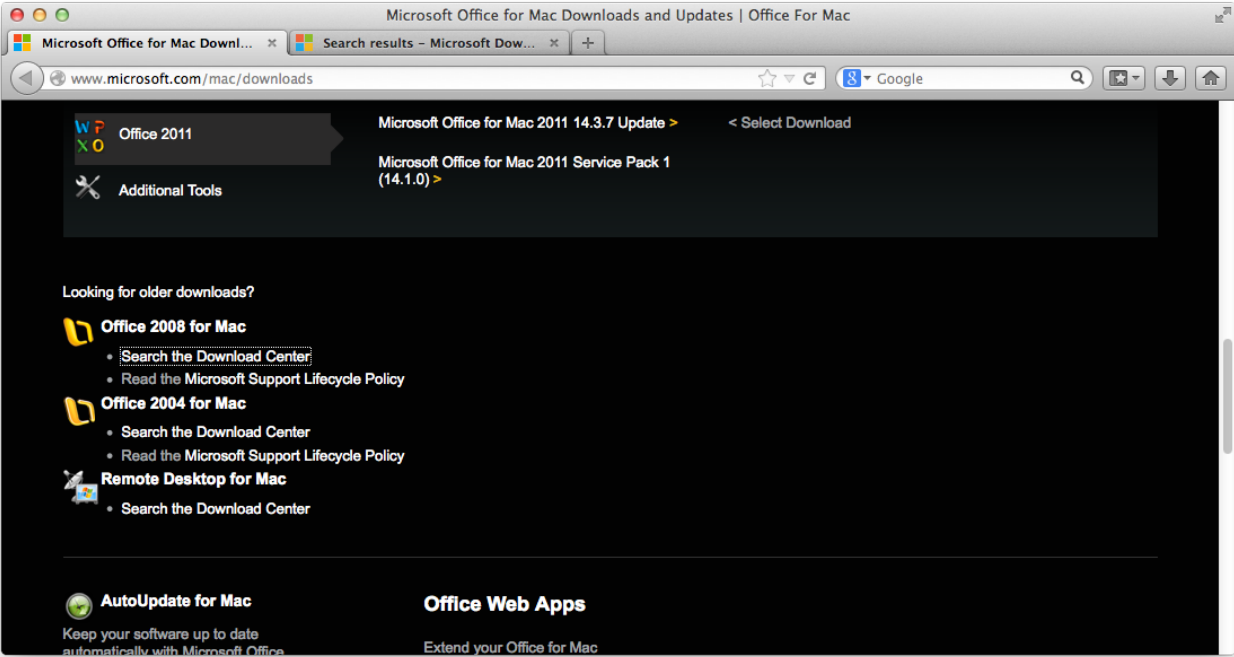 Microsoft Office for Mac Downloads and Updates | Office For Mac
Microsoft Office for Mac Downl...
Search results – Microsoft Dow...
www.microsoft.com/mac/downloads
Google
W P
X O
Office 2011
Additional Tools
Microsoft Office for Mac 2011 14.3.7 Update >
Microsoft Office for Mac 2011 Service Pack 1
(14.1.0) >
< Select Download
Looking for older downloads?
Office 2008 for Mac
• Search the Download Center
• Read the Microsoft Support Lifecycle Policy
Office 2004 for Mac
• Search the Download Center
• Read the Microsoft Support Lifecycle Policy
Remote Desktop for Mac
• Search the Download Center
AutoUpdate for Mac
Keep your software up to date
automatically with Microsoft Office
Office Web Apps
Extend your Office for Mac